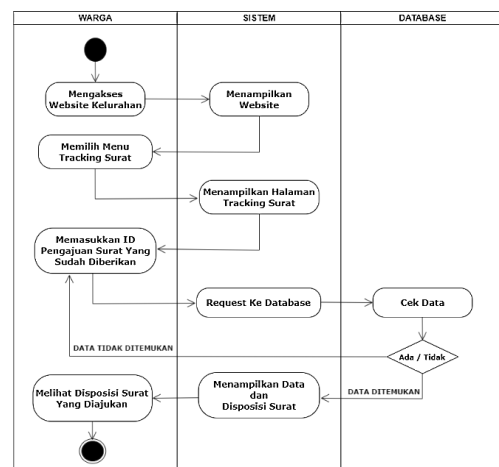 WARGA
SISTEM
DATABASE
Mengakses
Website Kelurahan
Menampilkan
Website
Memilih Menu
Tracking Surat
Menampilkan Halaman
Tracking Surat
Memasukkan ID
Pengajuan Surat Yang
Sudah Diberikan
Request Ke Database
Cek Data
Ada / Tidak
DATA TIDAK DITEMUKAN
DATA DITEMUKAN
Menampilkan Data
dan
Disposisi Surat
Melihat Disposisi Surat
Yang Diajukan